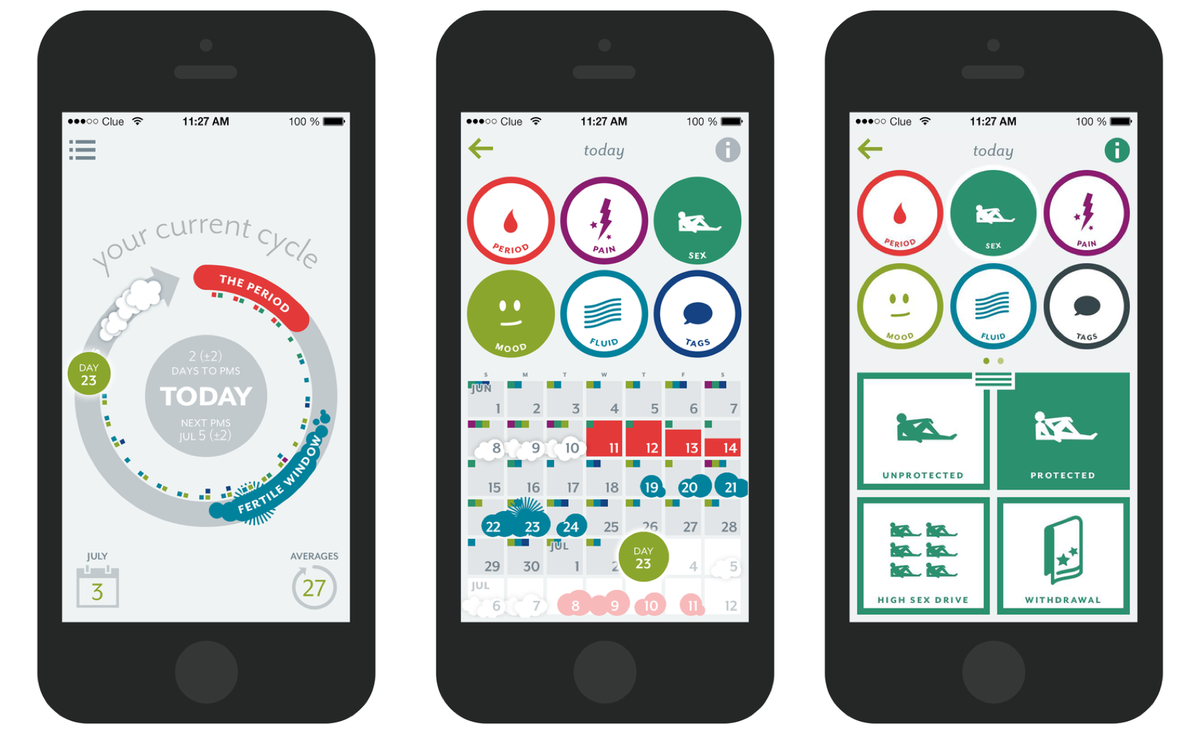 Clue 11:27 AM 100 %
your current cycle
THE PERIOD
DAY
23
2 (±2)
DAYS TO PMS
TODAY
NEXT PMS
JUL 5 (±2)
FERTILE WINDOW
JULY
3
AVERAGES
27
Clue 11:27 AM 100 %
today
i
PERIOD
PAIN
SEX
MOOD
FLUID
TAGS
S M T W T F S
JUN
1 2 3 4 5 6 7
8 9 10 11 12 13 14
15 16 17 18 19 20 21
22 23 24 25 26 27 28
JUL
29 30 1 2 4 5
DAY
23
JUL
6 7 8 9 10 11 12
Clue 11:27 AM 100 %
today
i
PERIOD
SEX
PAIN
MOOD
FLUID
TAGS
UNPROTECTED
PROTECTED
HIGH SEX DRIVE
WITHDRAWAL